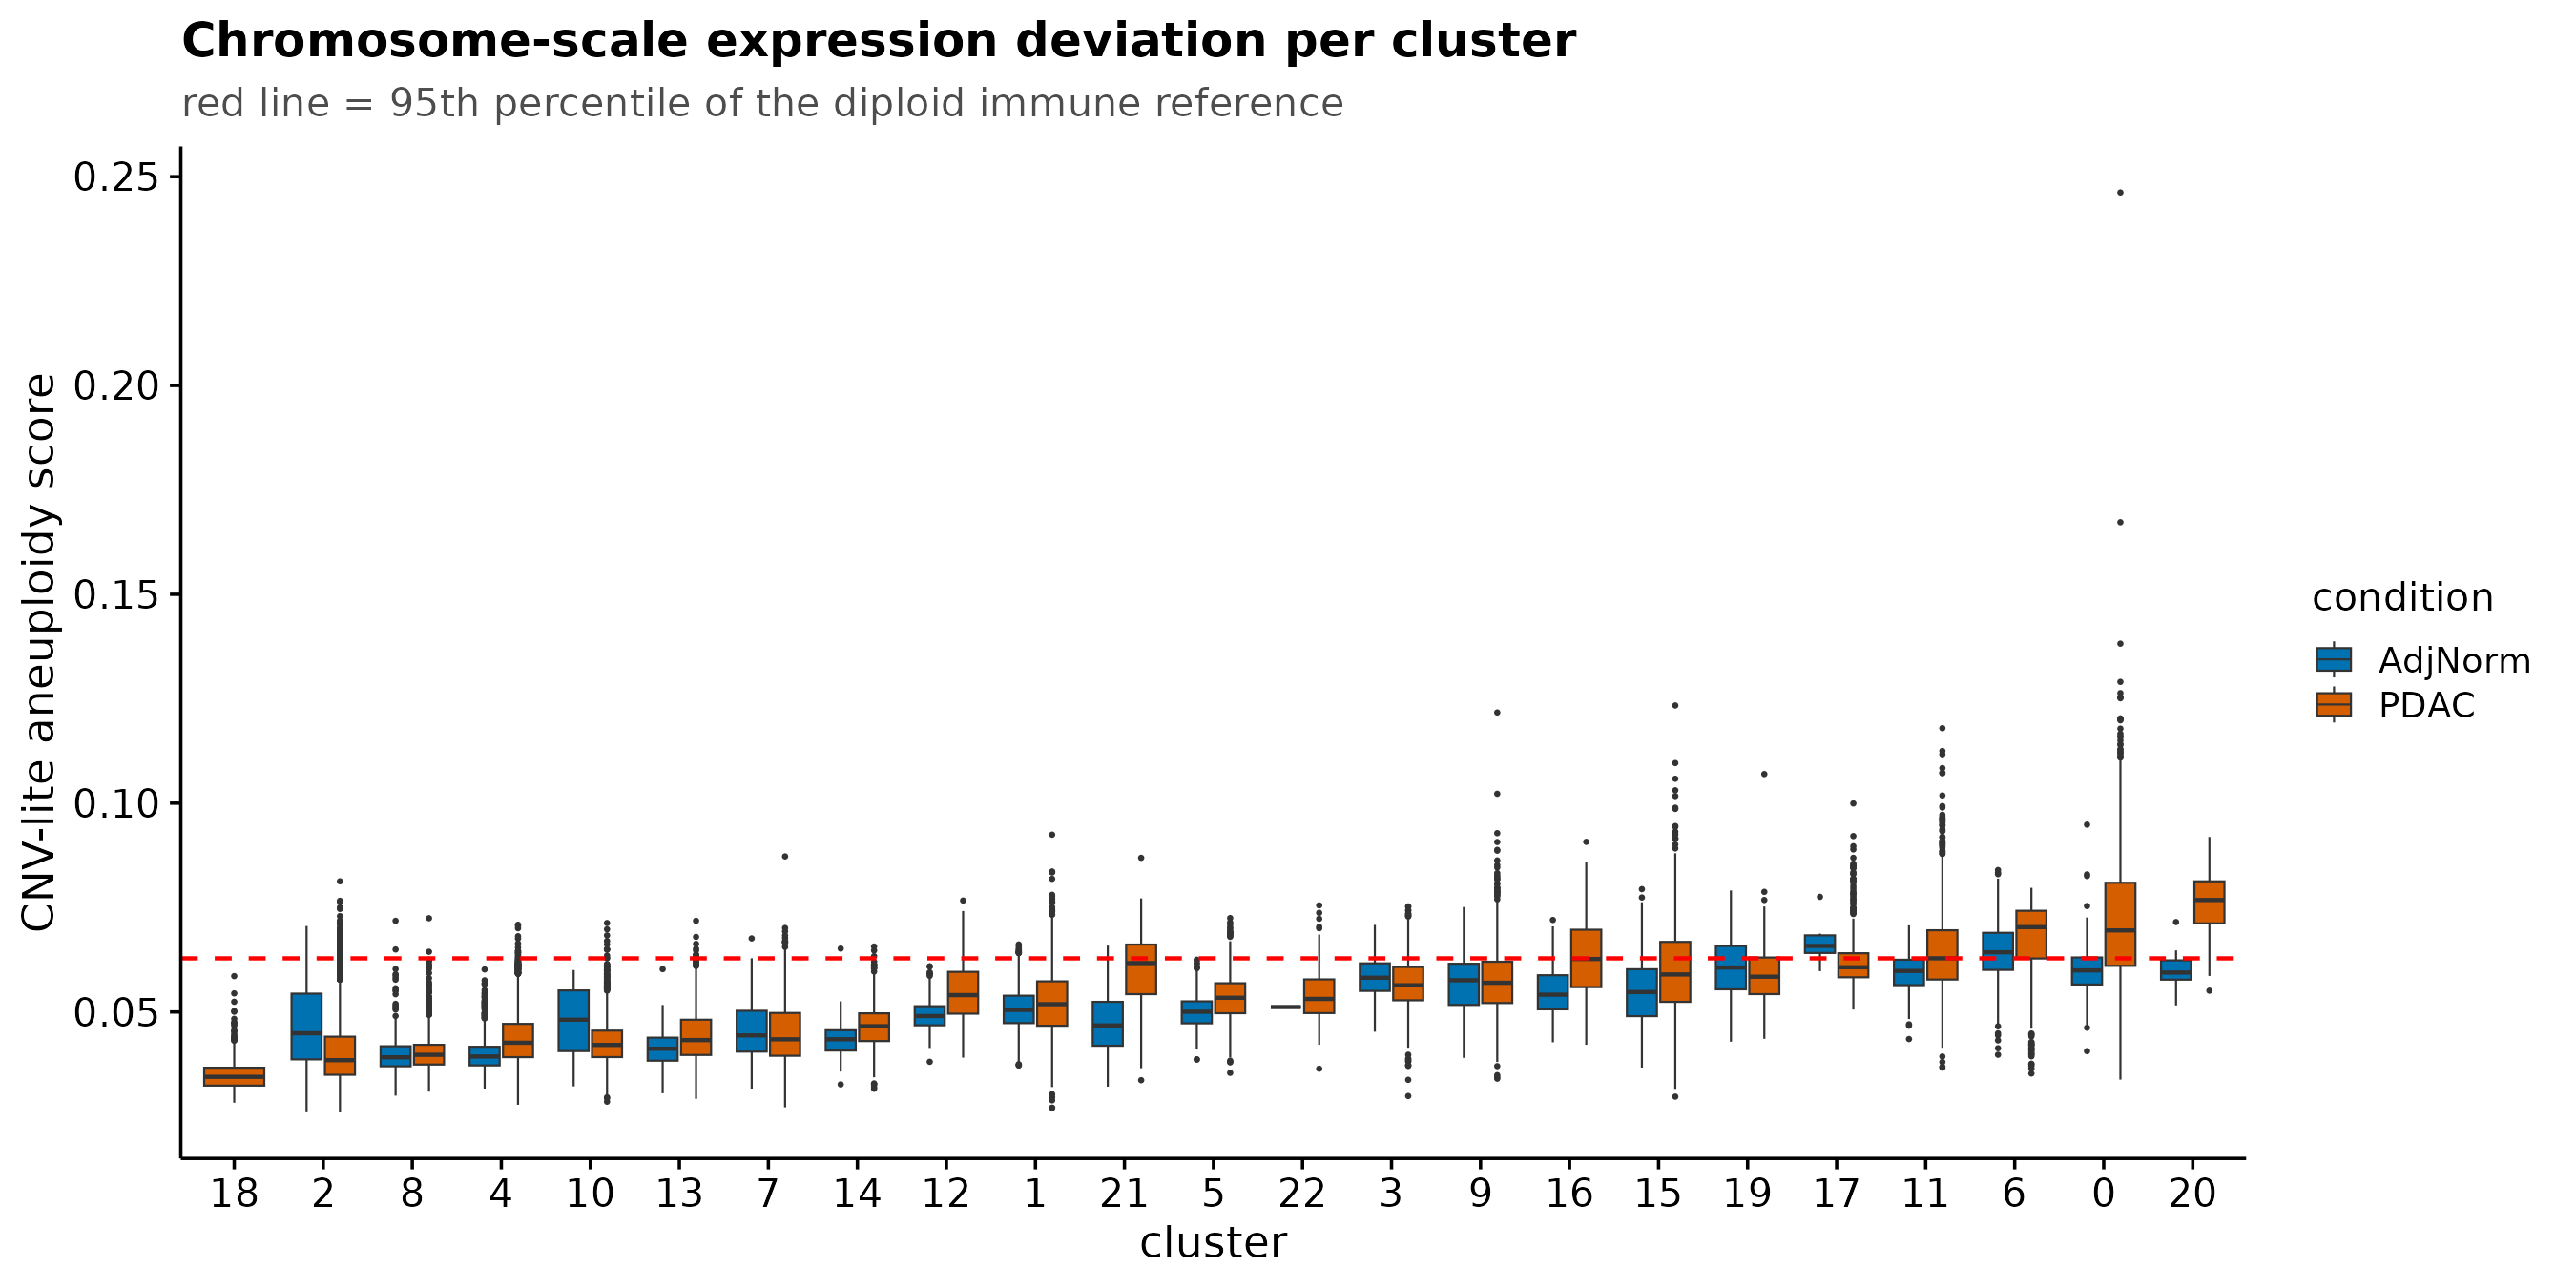 Chromosome-scale expression deviation per cluster
red line = 95th percentile of the diploid immune reference
CNV-lite aneuploidy score
0.25
0.20
0.15
0.10
0.05
18 2 8 4 10 13 7 14 12 1 21 5 22 3 9 16 15 19 17 11 6 0 20
cluster
condition
AdjNorm
PDAC